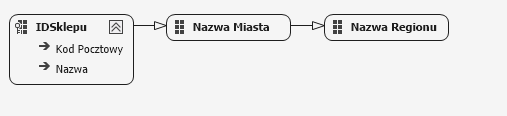 IDSklepu
Kod Pocztowy
Nazwa
Nazwa Miasta
Nazwa Regionu